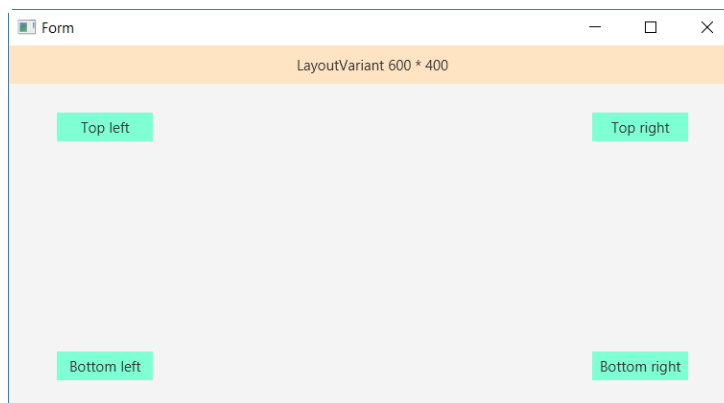 Form
LayoutVariant 600 * 400
Top left
Top right
Bottom left
Bottom right